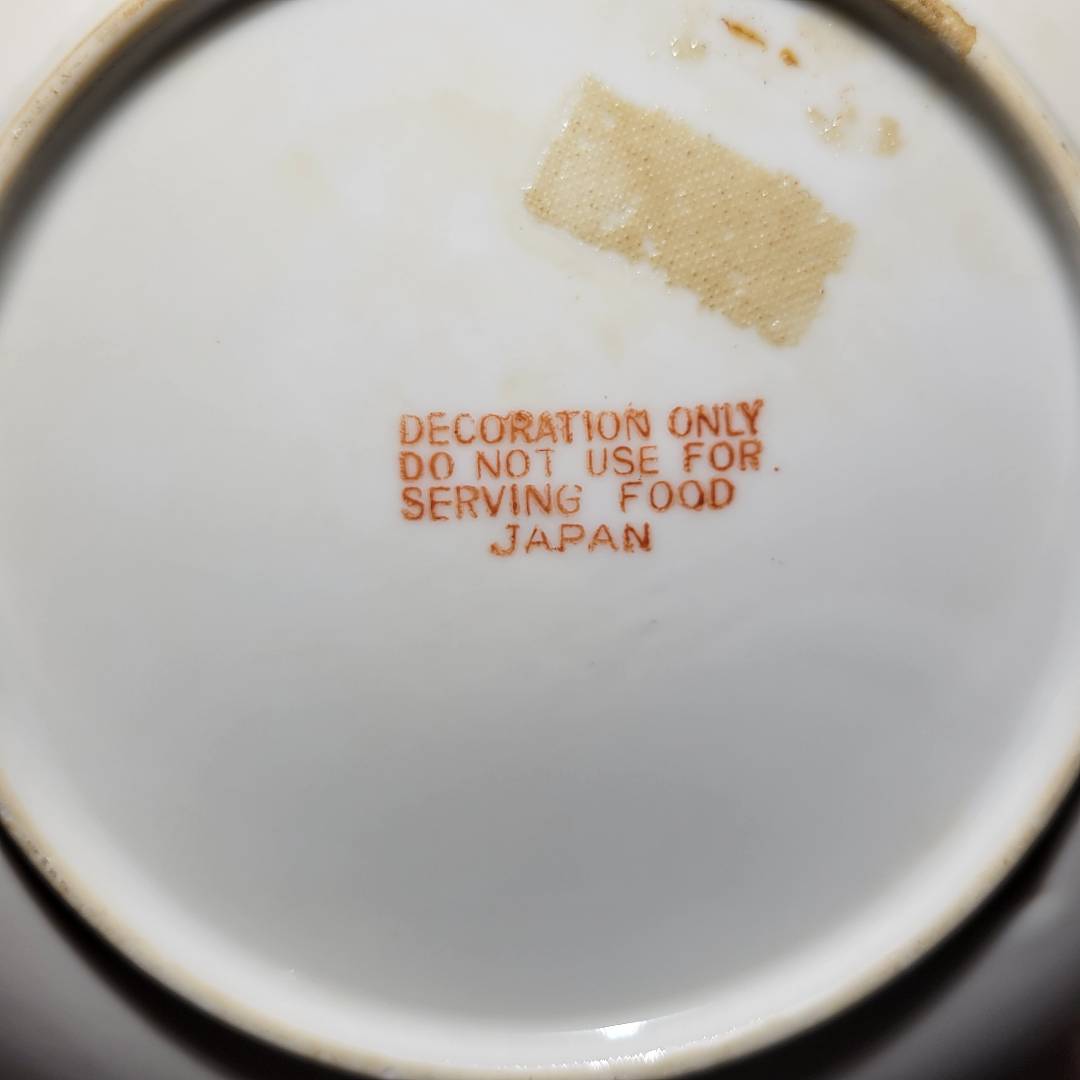 DECORATION ONLY
DO NOT USE FOR.
SERVING FOOD
JAPAN